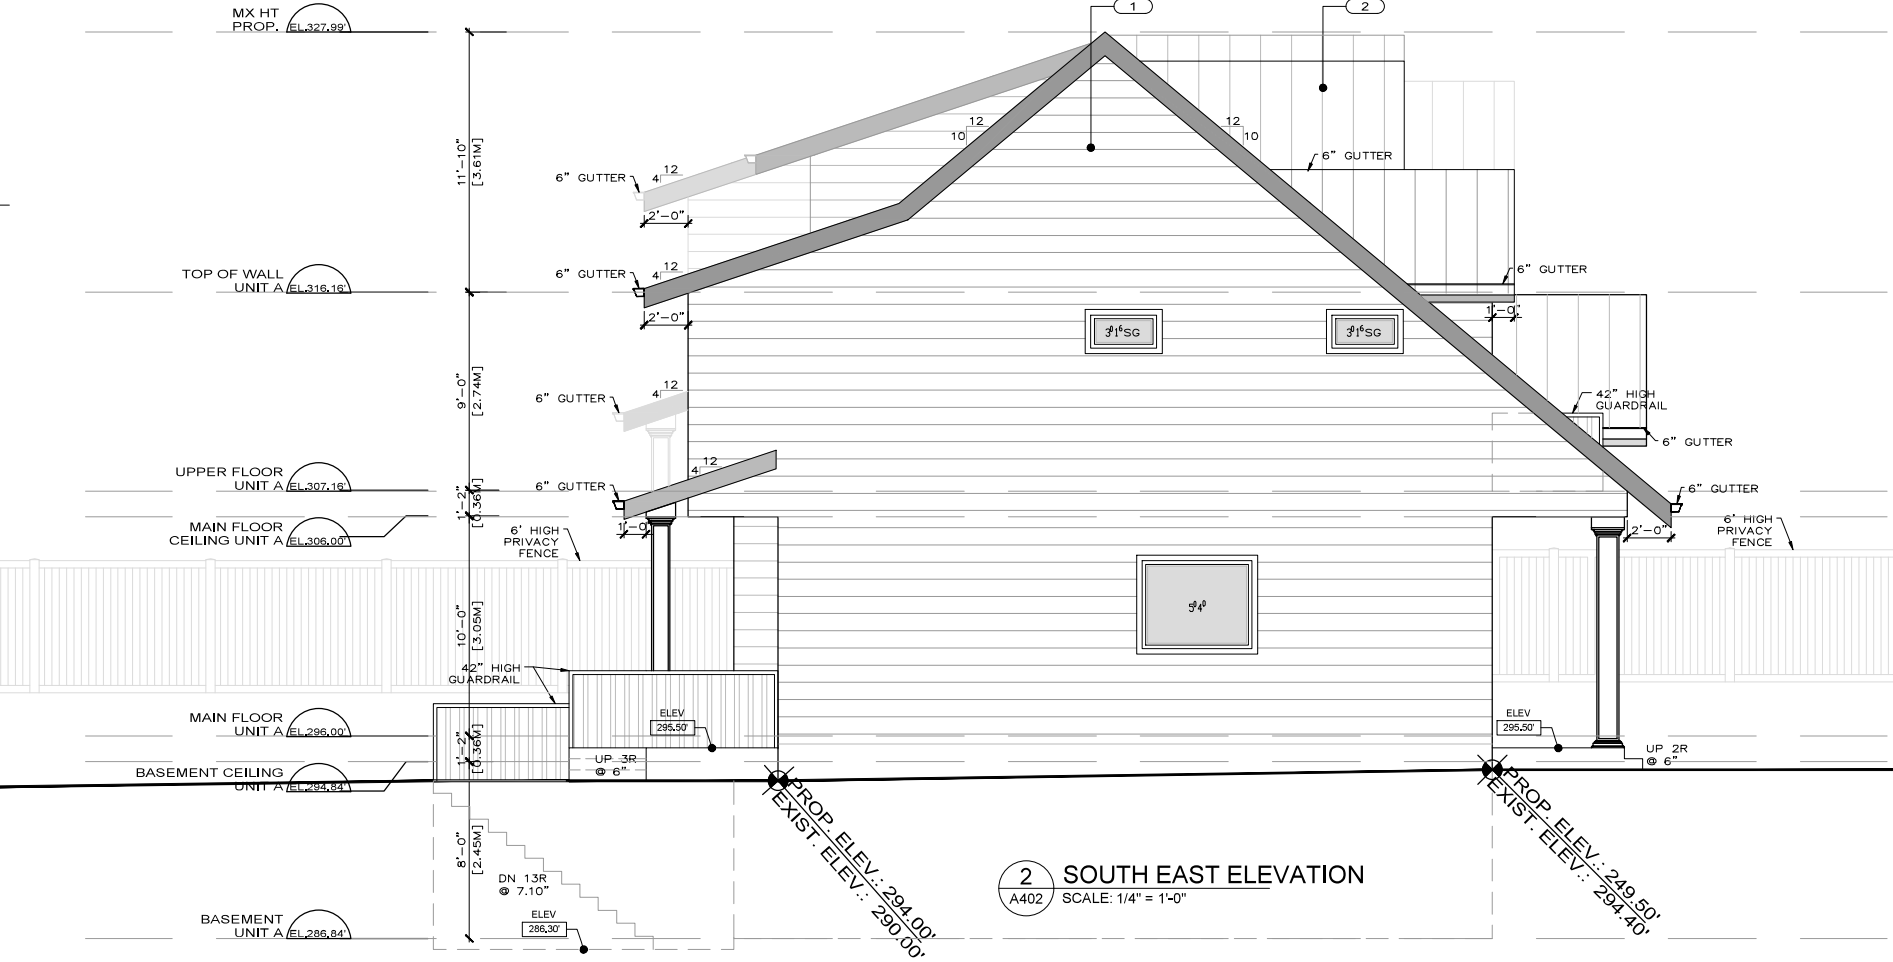 MX HT
PROP.
EL.327.99'
1
2
11'-10"
[3.61M]
6" GUTTER
12
4
2'-0"
12
10
12
10
6" GUTTER
TOP OF WALL
UNIT A
EL.316.16'
6" GUTTER
12
4
2'-0"
6" GUTTER
1'-0"
3⁰1⁶SG
3⁰1⁶SG
9'-0"
[2.74M]
6" GUTTER
12
4
42" HIGH
GUARDRAIL
6" GUTTER
UPPER FLOOR
UNIT A
EL.307.16'
1'-2"
[0.36M]
6" GUTTER
12
4
1'-0"
6" GUTTER
2'-0"
MAIN FLOOR
CEILING UNIT A
EL.306.00'
6' HIGH
PRIVACY
FENCE
6' HIGH
PRIVACY
FENCE
10'-0"
[3.05M]
5⁰4⁰
42" HIGH
GUARDRAIL
MAIN FLOOR
UNIT A
EL.296.00'
1'-2"
[0.36M]
ELEV
295.50'
ELEV
295.50'
UP 3R
@ 6"
UP 2R
@ 6"
BASEMENT CEILING
UNIT A
EL.294.84'
PROP. ELEV.: 294.00'
EXIST. ELEV.: 290.00'
PROP. ELEV.: 249.50'
EXIST. ELEV.: 294.40'
8'-0"
[2.45M]
DN 13R
@ 7.10"
2
A402
SOUTH EAST ELEVATION
SCALE: 1/4" = 1'-0"
BASEMENT
UNIT A
EL.286.84'
ELEV
286.30'